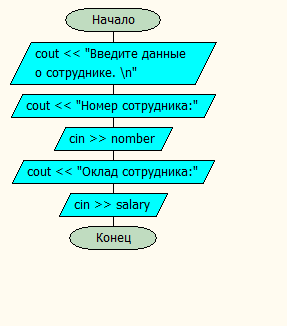 Начало
cout << "Введите данные
о сотруднике. \n"
cout << "Номер сотрудника:"
cin >> nomber
cout << "Оклад сотрудника:"
cin >> salary
Конец